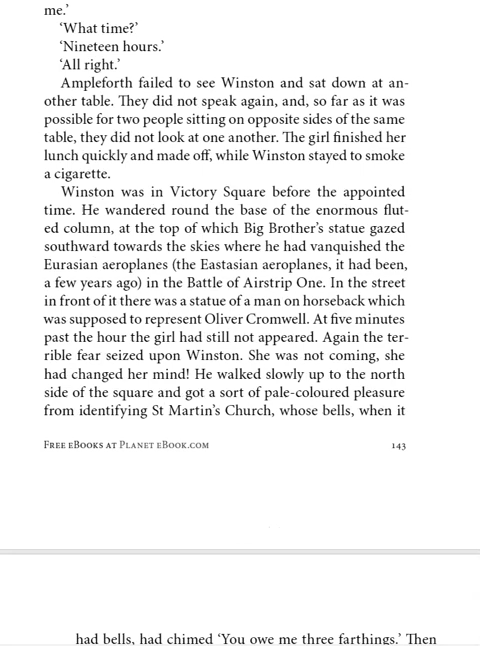 me.’
‘What time?’
‘Nineteen hours.’
‘All right.’
Ampleforth failed to see Winston and sat down at an-
other table. They did not speak again, and, so far as it was
possible for two people sitting on opposite sides of the same
table, they did not look at one another. The girl finished her
lunch quickly and made off, while Winston stayed to smoke
a cigarette.
Winston was in Victory Square before the appointed
time. He wandered round the base of the enormous flut-
ed column, at the top of which Big Brother’s statue gazed
southward towards the skies where he had vanquished the
Eurasian aeroplanes (the Eastasian aeroplanes, it had been,
a few years ago) in the Battle of Airstrip One. In the street
in front of it there was a statue of a man on horseback which
was supposed to represent Oliver Cromwell. At five minutes
past the hour the girl had still not appeared. Again the ter-
rible fear seized upon Winston. She was not coming, she
had changed her mind! He walked slowly up to the north
side of the square and got a sort of pale-coloured pleasure
from identifying St Martin’s Church, whose bells, when it
Free eBooks at Planet eBook.com 143
had bells, had chimed ‘You owe me three farthings.’ Then